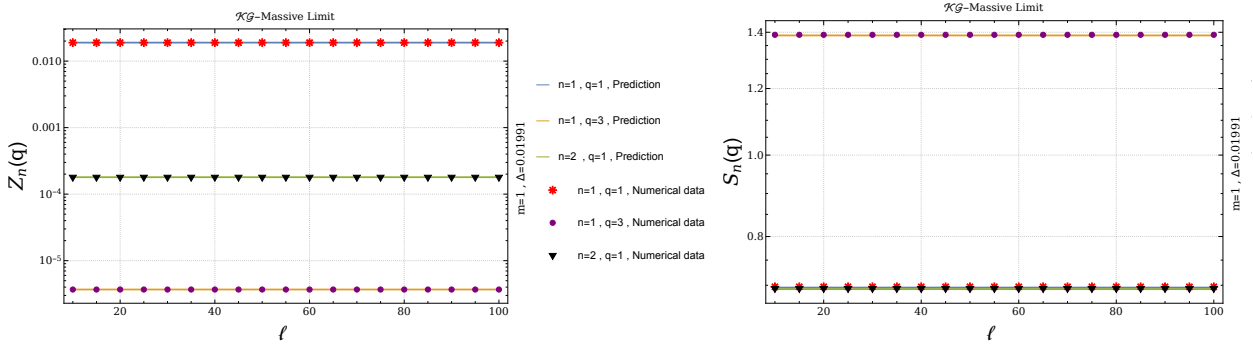 𝒦𝒢-Massive Limit
0.010
0.001
10⁻⁴
10⁻⁵
Zₙ(q)
20 40 60 80 100
ℓ
m=1 , Δ=0.01991
n=1 , q=1 , Prediction
n=1 , q=3 , Prediction
n=2 , q=1 , Prediction
n=1 , q=1 , Numerical data
n=1 , q=3 , Numerical data
n=2 , q=1 , Numerical data
𝒦𝒢-Massive Limit
1.4
1.2
1.0
0.8
Sₙ(q)
20 40 60 80 100
ℓ
m=1 , Δ=0.01991